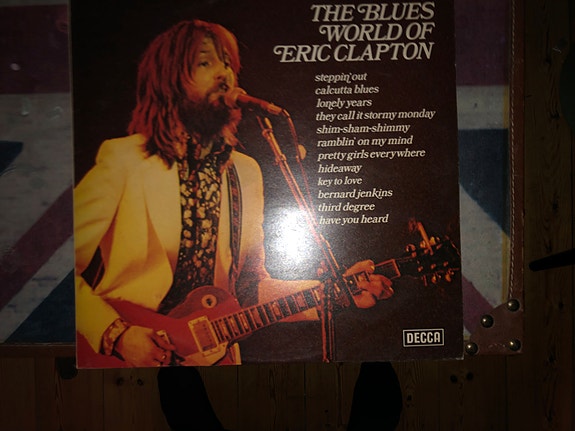 THE BLUES
WORLD OF
ERIC CLAPTON
steppin' out
calcutta blues
lonely years
they call it stormy monday
shim-sham-shimmy
ramblin' on my mind
pretty girls everywhere
hideaway
key to love
bernard jenkins
third degree
have you heard
DECCA